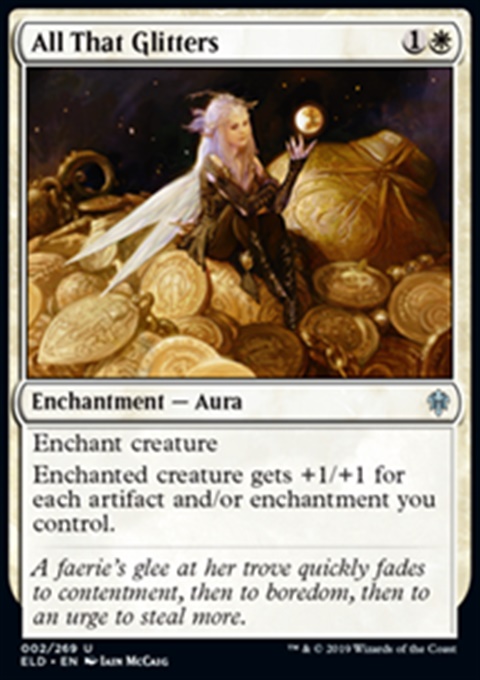 All That Glitters 1
Enchantment — Aura
Enchant creature
Enchanted creature gets +1/+1 for
each artifact and/or enchantment you
control.
A faerie's glee at her trove quickly fades
to contentment, then to boredom, then to
an urge to steal more.
002/269 U
ELD • EN Iain McCaig
™ & © 2019 Wizards of the Coast